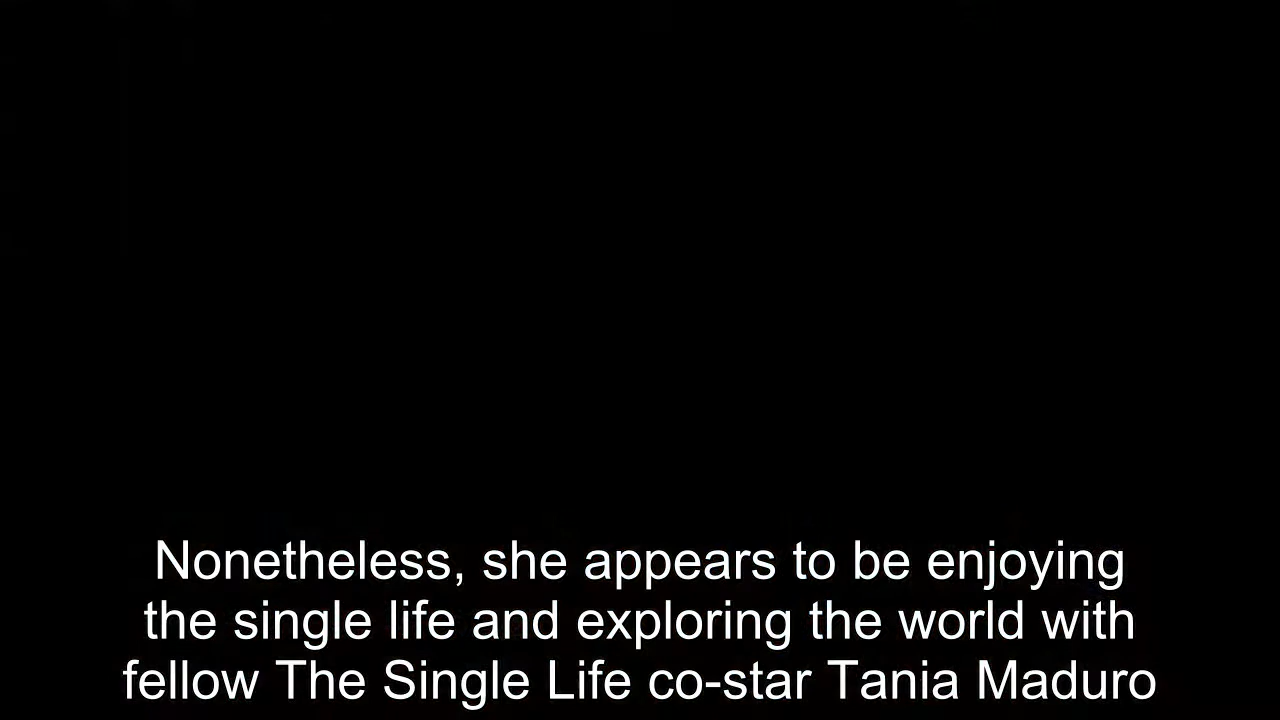 Nonetheless, she appears to be enjoying
the single life and exploring the world with
fellow The Single Life co-star Tania Maduro